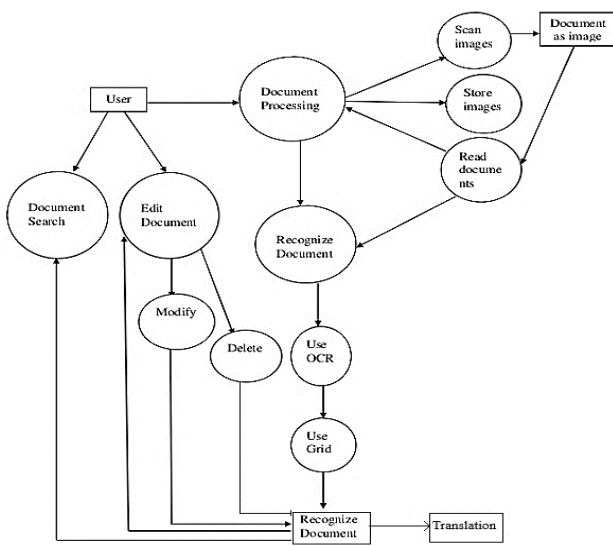 Scan
images
Document
as image
User
Document
Processing
Store
images
Read
docume
nts
Document
Search
Edit
Document
Recognize
Document
Modify
Delete
Use
OCR
Use
Grid
Recognize
Document
Translation